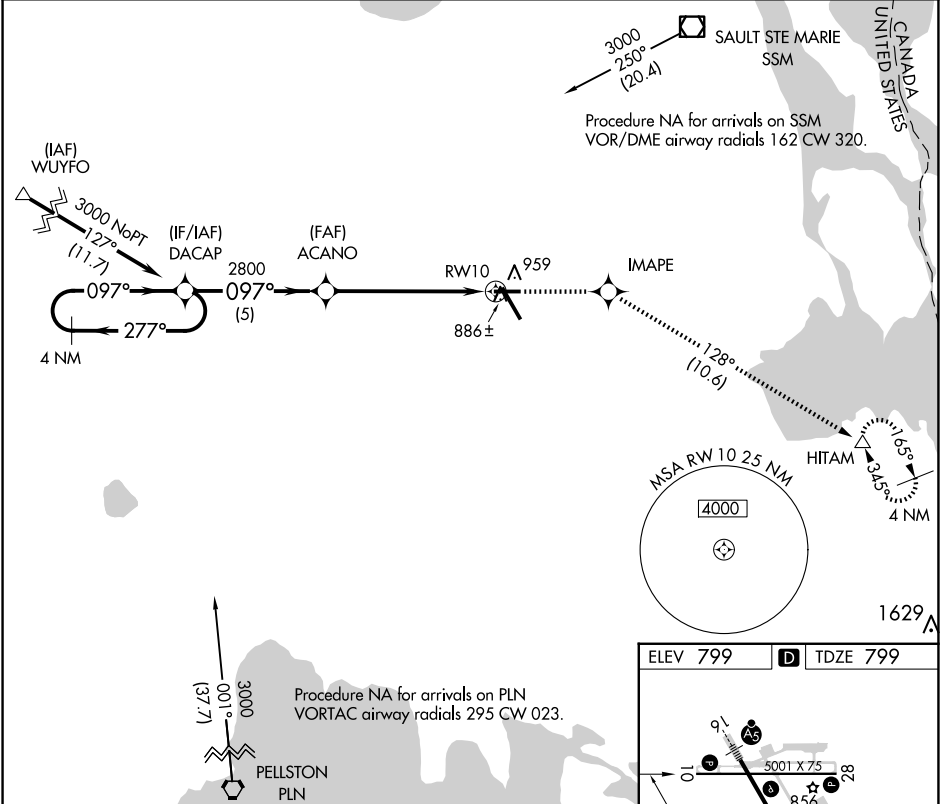 CANADA
UNITED STATES
3000
250°
(20.4)
SAULT STE MARIE
SSM
Procedure NA for arrivals on SSM
VOR/DME airway radials 162 CW 320.
(IAF)
WUYFO
3000 NoPT
127°
(11.7)
(IF/IAF)
DACAP
(FAF)
ACANO
2800
097°
(5)
097°
277°
4 NM
RW10
959
886±
IMAPE
128°
(10.6)
HITAM
165°
345°
4 NM
MSA RW 10 25 NM
4000
1629
3000
001°
(37.7)
Procedure NA for arrivals on PLN
VORTAC airway radials 295 CW 023.
PELLSTON
PLN
ELEV 799
D
TDZE 799
16
A5
P
5001 X 75
10
28
P
P
856